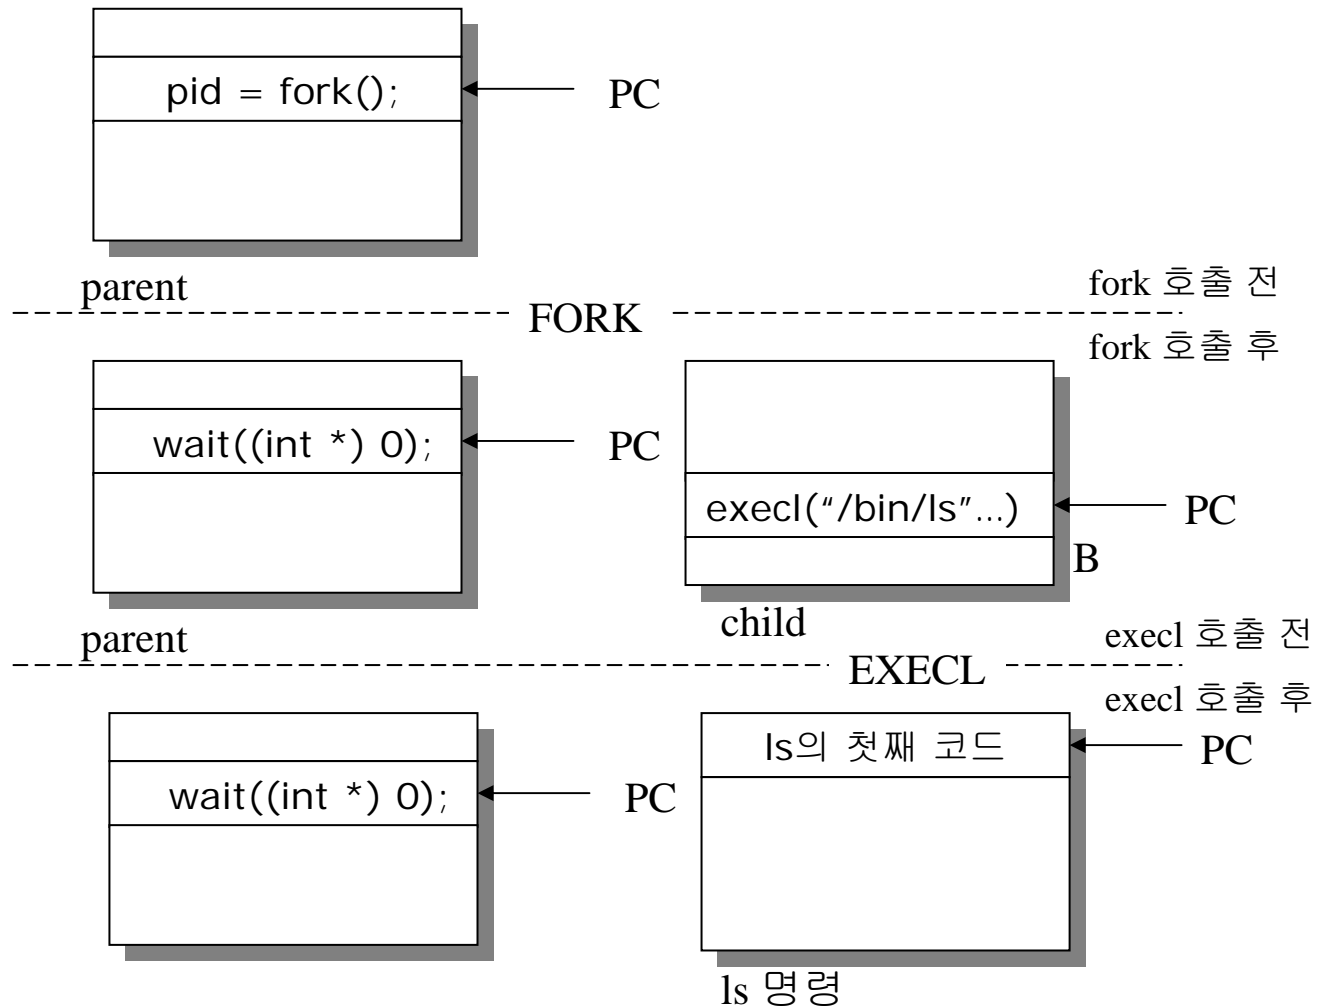 pid = fork();
PC
parent
fork 호출 전
FORK
fork 호출 후
wait((int *) 0);
PC
execl("/bin/ls"...)
PC
B
child
parent
execl 호출 전
EXECL
execl 호출 후
ls의 첫째 코드
PC
wait((int *) 0);
PC
ls 명령